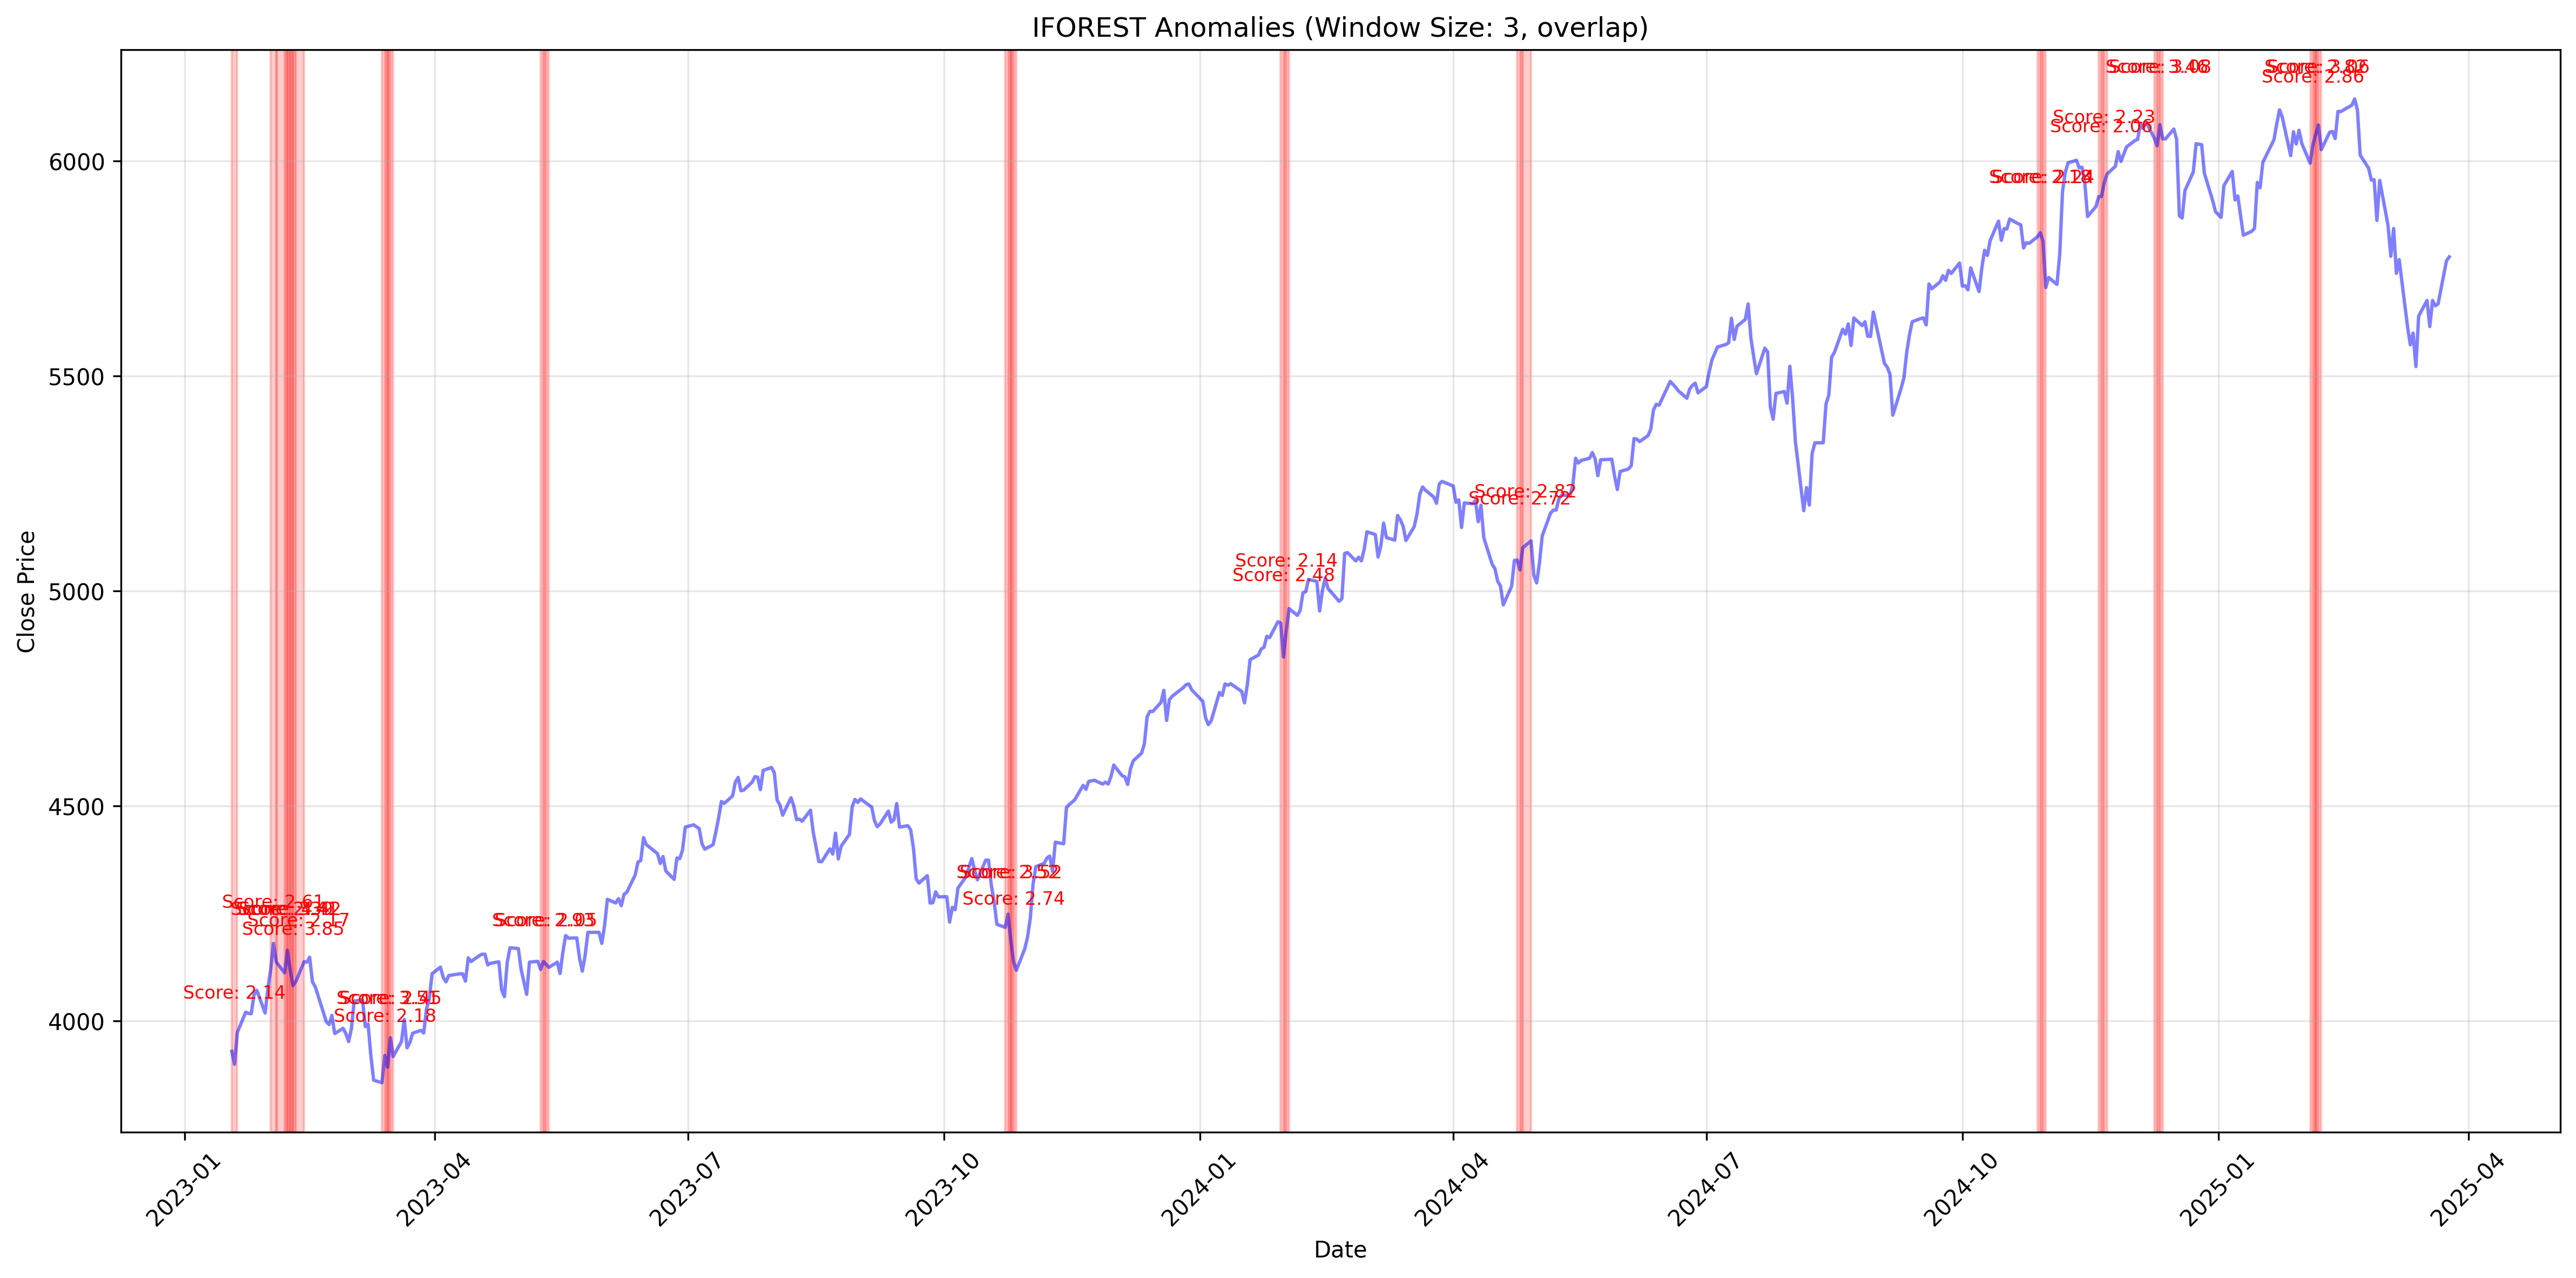 IFOREST Anomalies (Window Size: 3, overlap)
Close Price
6000
5500
5000
4500
4000
Score: 2.86
Score: 2.23
Score: 2.06
Score: 2.82
Score: 2.72
Score: 2.14
Score: 2.48
Score: 2.74
Score: 2.61
Score: 2.17
Score: 3.85
Score: 2.14
Score: 2.18
2023-01
2023-04
2023-07
2023-10
2024-01
2024-04
2024-07
2024-10
2025-01
2025-04
Date